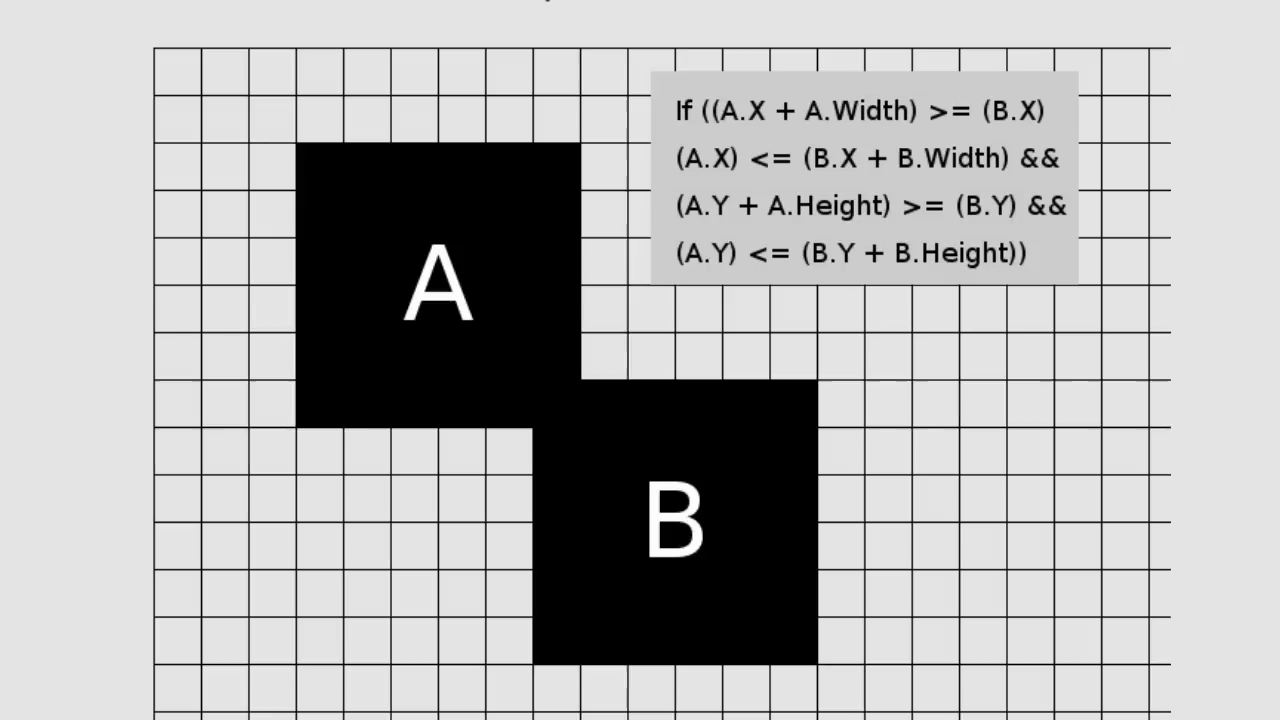 If ((A.X + A.Width) >= (B.X)
(A.X) <= (B.X + B.Width) &&
(A.Y + A.Height) >= (B.Y) &&
(A.Y) <= (B.Y + B.Height))
A
B